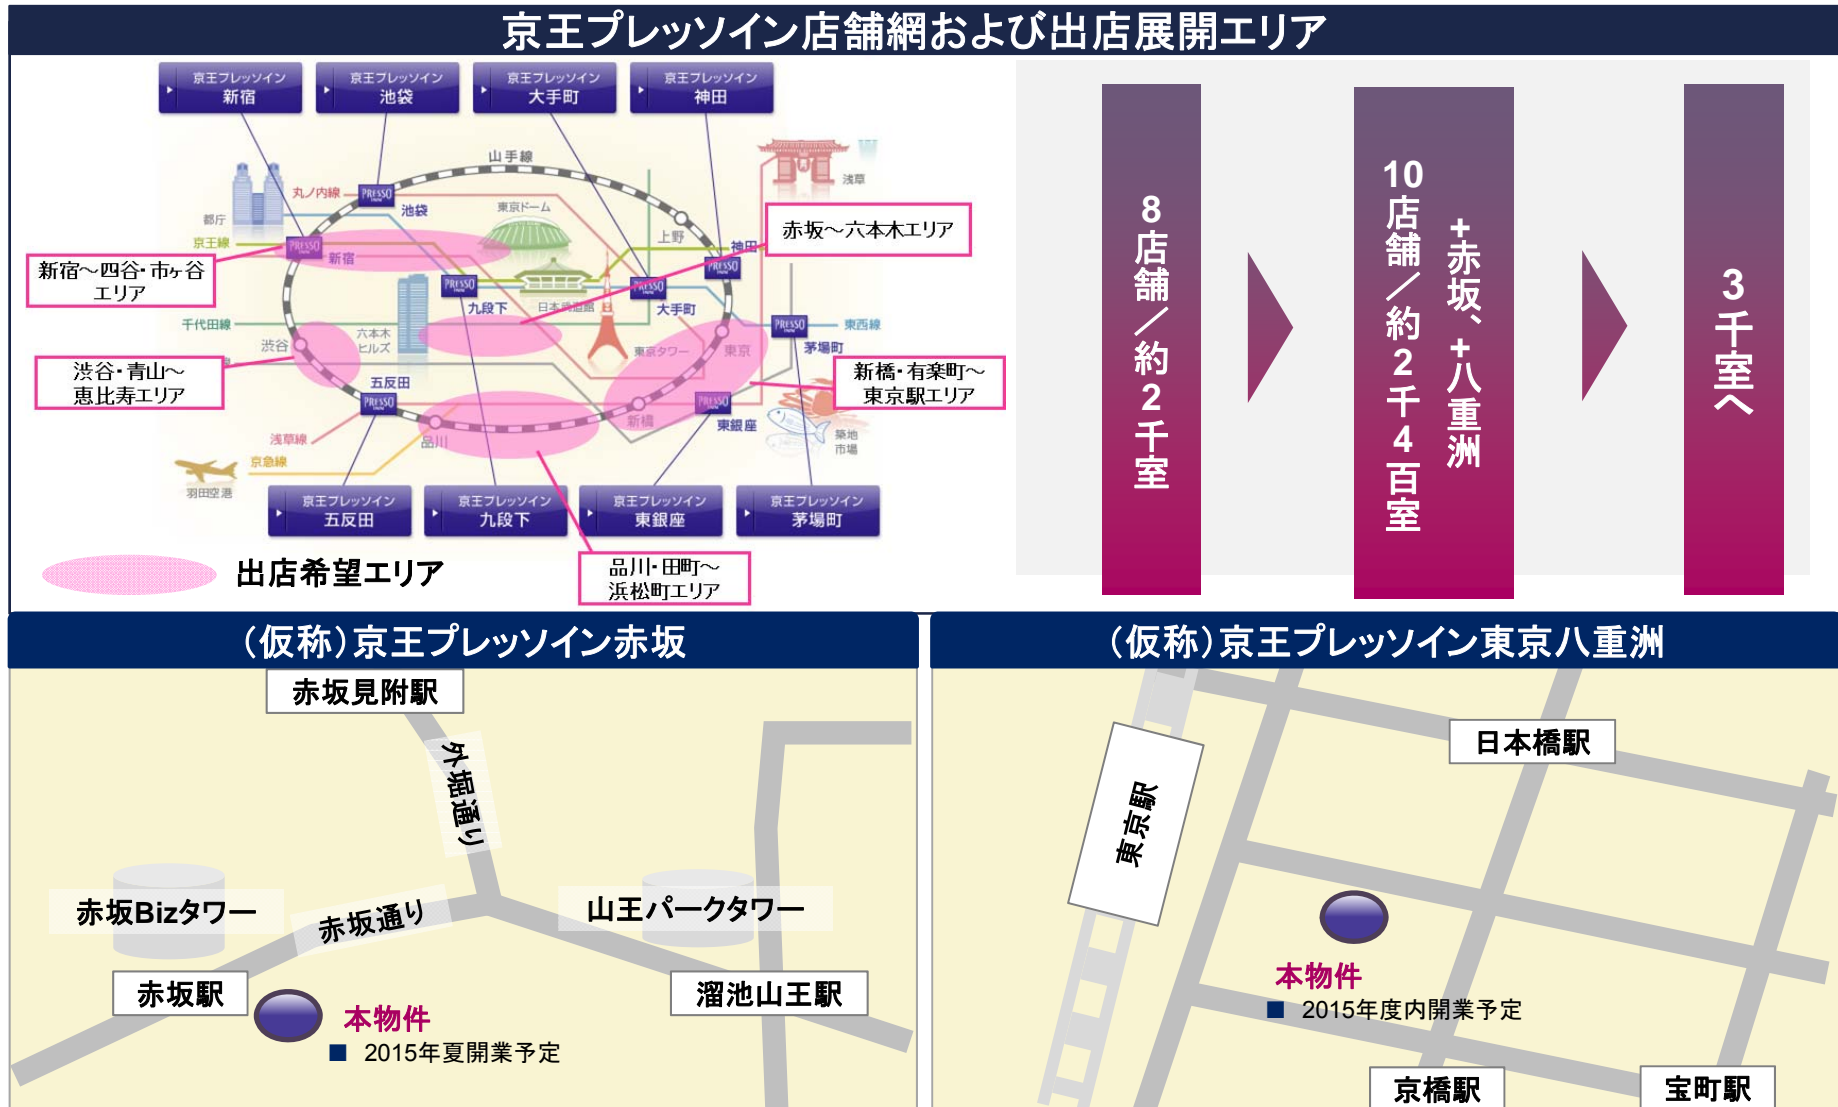 京王プレッソイン店舗網および出店展開エリア
京王プレッソイン
新宿
京王プレッソイン
池袋
京王プレッソイン
大手町
京王プレッソイン
神田
山手線
丸ノ内線
PRESSO
池袋
東京ドーム
浅草
都庁
京王線
PRESSO
新宿
上野
神田
PRESSO
赤坂～六本木エリア
新宿～四谷・市ヶ谷
エリア
PRESSO
九段下
日本武道館
PRESSO
大手町
千代田線
PRESSO
茅場町
東西線
六本木
ヒルズ
渋谷
東京タワー
東京
渋谷・青山～
恵比寿エリア
新橋・有楽町～
東京駅エリア
五反田
PRESSO
品川
新橋
PRESSO
東銀座
築地
市場
浅草線
京急線
羽田空港
京王プレッソイン
五反田
京王プレッソイン
九段下
京王プレッソイン
東銀座
京王プレッソイン
茅場町
出店希望エリア
品川・田町～
浜松町エリア
8店舗／約2千室
+赤坂、+八重洲
10店舗／約2千4百室
3千室へ
（仮称）京王プレッソイン赤坂
赤坂見附駅
外堀通り
赤坂Bizタワー
赤坂通り
山王パークタワー
赤坂駅
溜池山王駅
本物件
■ 2015年夏開業予定
（仮称）京王プレッソイン東京八重洲
日本橋駅
東京駅
本物件
■ 2015年度内開業予定
京橋駅
宝町駅